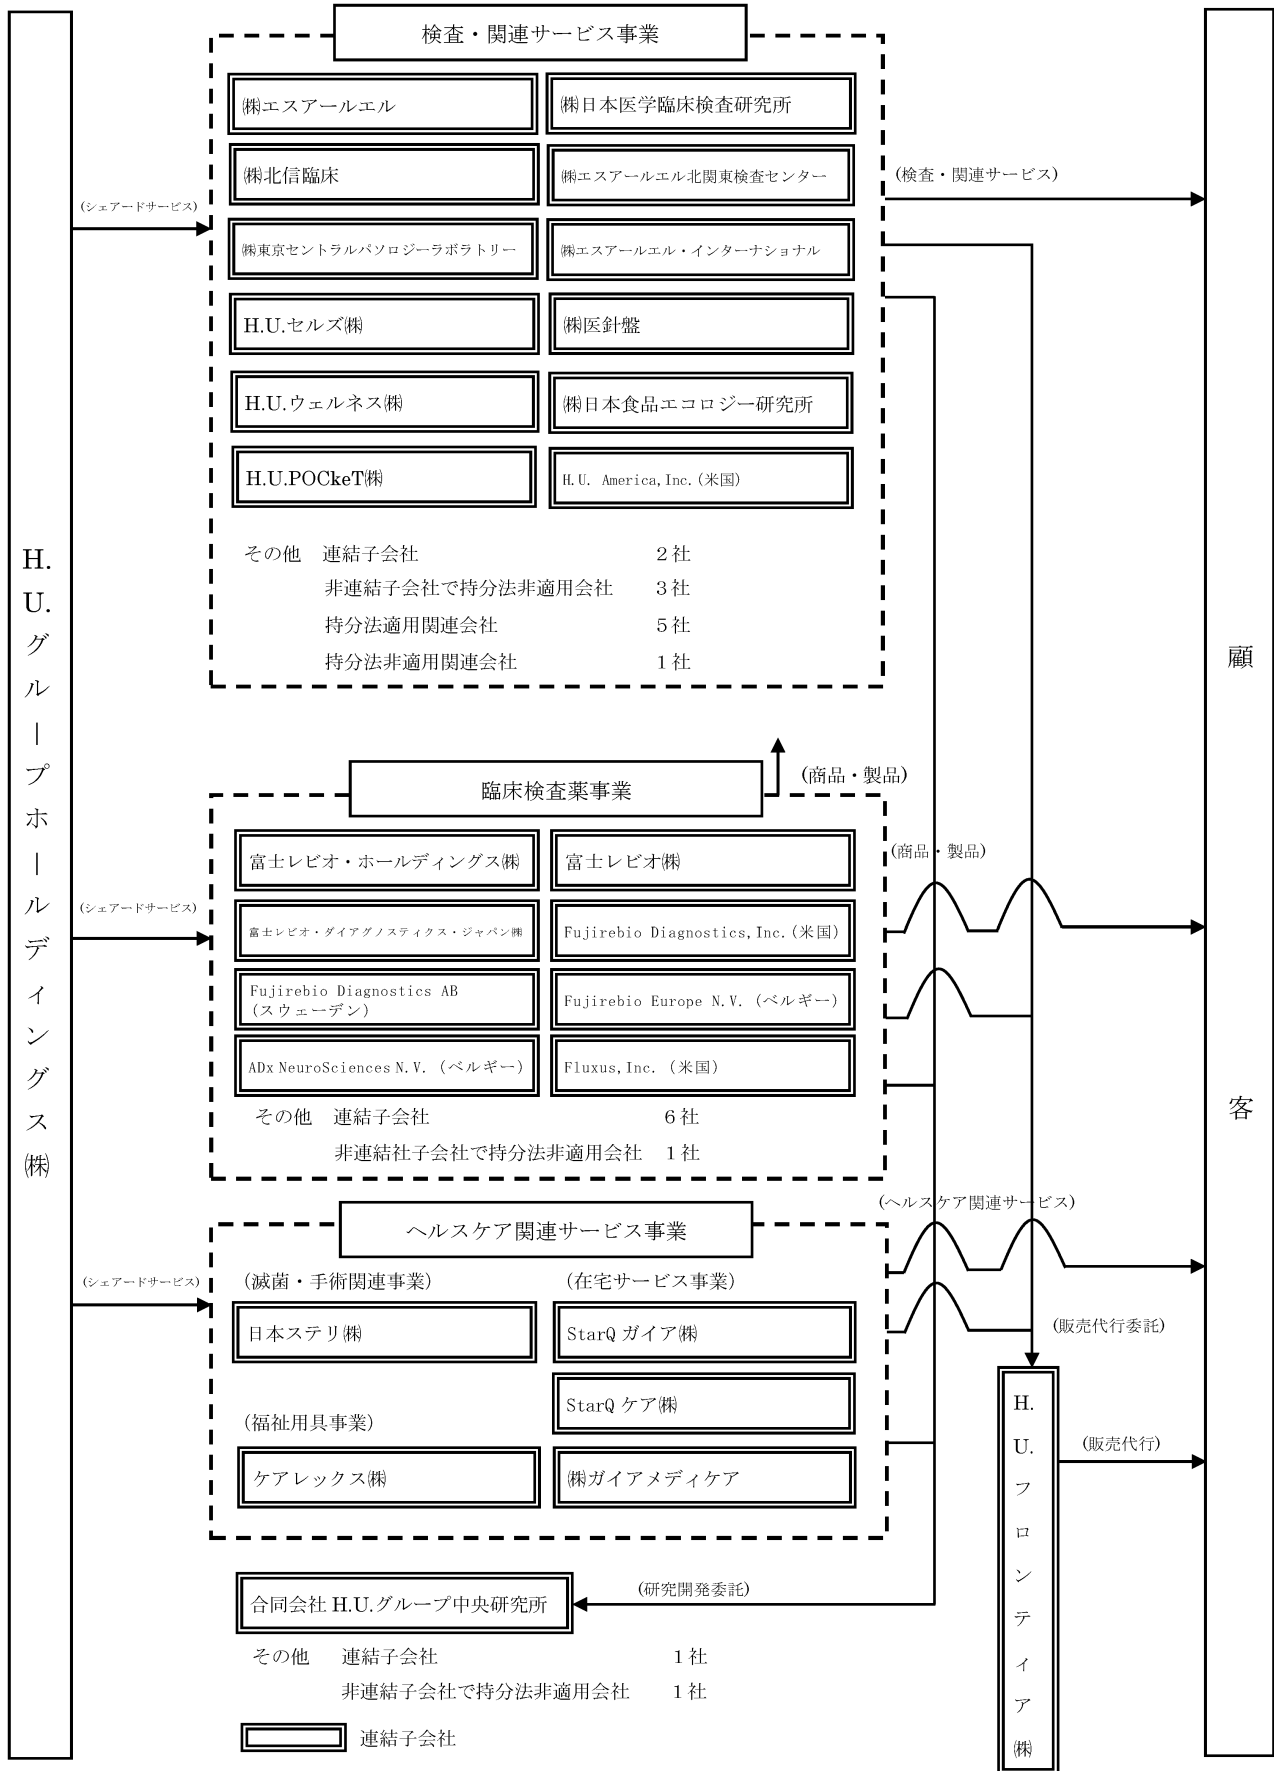 H.U.グループホールディングス㈱
検査・関連サービス事業
㈱エスアールエル
㈱日本医学臨床検査研究所
㈱北信臨床
㈱エスアールエル北関東検査センター
(検査・関連サービス)
(シェアードサービス)
㈱東京セントラルパソロジーラボラトリー
㈱エスアールエル・インターナショナル
H.U.セルズ㈱
㈱医針盤
H.U.ウェルネス㈱
㈱日本食品エコロジー研究所
H.U.POCkeT㈱
H.U. America,Inc.(米国)
その他 連結子会社 2社
非連結子会社で持分法非適用会社 3社
持分法適用関連会社 5社
持分法非適用関連会社 1社
顧客
(商品・製品)
臨床検査薬事業
(商品・製品)
富士レビオ・ホールディングス㈱
富士レビオ㈱
(シェアードサービス)
富士レビオ・ダイアグノスティクス・ジャパン㈱
Fujirebio Diagnostics,Inc.(米国)
Fujirebio Diagnostics AB
(スウェーデン)
Fujirebio Europe N.V. (ベルギー)
ADx NeuroSciences N.V. (ベルギー)
Fluxus,Inc. (米国)
その他 連結子会社 6社
非連結社子会社で持分法非適用会社 1社
(ヘルスケア関連サービス)
ヘルスケア関連サービス事業
(シェアードサービス)
(滅菌・手術関連事業)
(在宅サービス事業)
日本ステリ㈱
StarQ ガイア㈱
(販売代行委託)
StarQ ケア㈱
(福祉用具事業)
ケアレックス㈱
㈱ガイアメディケア
H.U.フロンティア㈱
(販売代行)
合同会社 H.U.グループ中央研究所
(研究開発委託)
その他 連結子会社 1社
非連結子会社で持分法非適用会社 1社
連結子会社